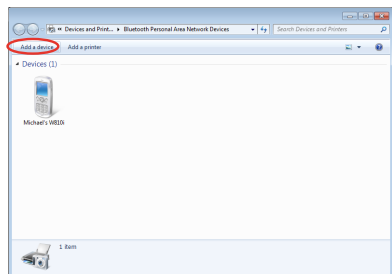 « Devices and Print... ▸ Bluetooth Personal Area Network Devices
Search Devices and Printers
Add a device
Add a printer
Devices (1)
Michael's W810i
1 item